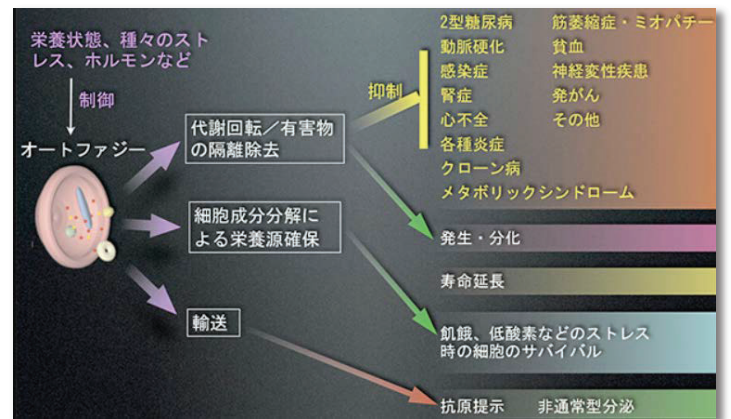 栄養状態、種々のスト
レス、ホルモンなど
制御
オートファジー
代謝回転／有害物
の隔離除去
細胞成分分解に
よる栄養源確保
輸送
抑制
2型糖尿病
動脈硬化
感染症
腎症
心不全
各種炎症
クローン病
メタボリックシンドローム
筋萎縮症・ミオパチー
貧血
神経変性疾患
発がん
その他
発生・分化
寿命延長
飢餓、低酸素などのストレス
時の細胞のサバイバル
抗原提示 非通常型分泌